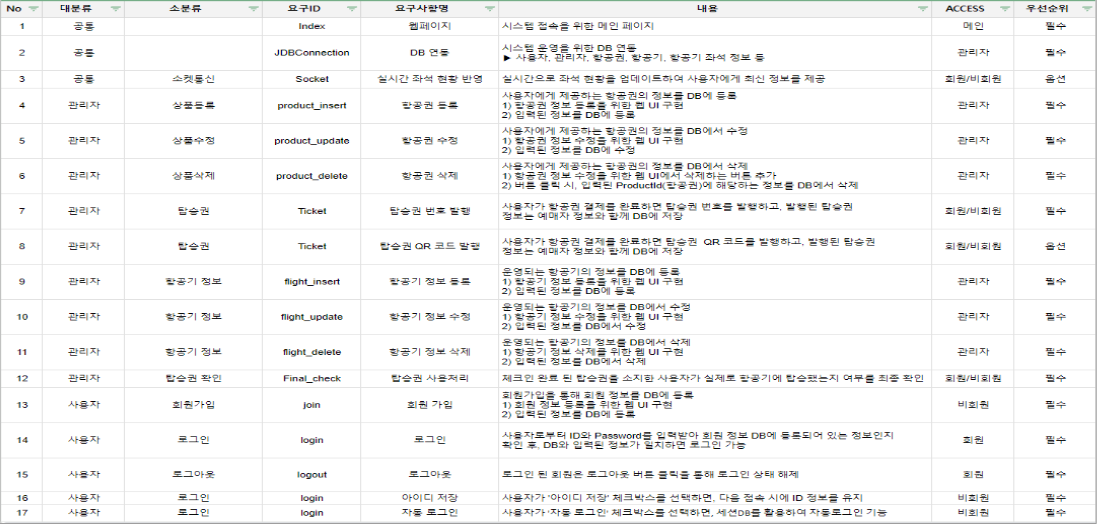 No 대분류 소분류 요구ID 요구사항명 내용 ACCESS 우선순위
1 공통 Index 웹페이지 시스템 접속을 위한 메인 페이지 메인 필수
2 공통 JDBConnection DB 연동 시스템 운영을 위한 DB 연동
▶ 사용자, 관리자, 항공권, 항공기, 항공기 좌석 정보 등 관리자 필수
3 공통 소켓통신 Socket 실시간 좌석 현황 반영 실시간으로 좌석 현황을 업데이트하여 사용자에게 최신 정보를 제공 회원/비회원 옵션
4 관리자 상품등록 product_insert 항공권 등록 사용자에게 제공하는 항공권의 정보를 DB에 등록
1) 항공권 정보 등록을 위한 웹 UI 구현
2) 입력된 정보를 DB에 등록 관리자 필수
5 관리자 상품수정 product_update 항공권 수정 사용자에게 제공하는 항공권의 정보를 DB에서 수정
1) 항공권 정보 수정을 위한 웹 UI 구현
2) 입력된 정보를 DB에 수정 관리자 필수
6 관리자 상품삭제 product_delete 항공권 삭제 사용자에게 제공하는 항공권의 정보를 DB에서 삭제
1) 항공권 정보 수정을 위한 웹 UI에서 삭제하는 버튼 추가
2) 버튼 클릭 시, 입력된 ProductId(항공권)에 해당하는 정보를 DB에서 삭제 관리자 필수
7 관리자 탑승권 Ticket 탑승권 번호 발행 사용자가 항공권 결제를 완료하면 탑승권 번호를 발행하고, 발행된 탑승권
정보는 예매자 정보와 함께 DB에 저장 회원/비회원 필수
8 관리자 탑승권 Ticket 탑승권 QR 코드 발행 사용자가 항공권 결제를 완료하면 탑승권 QR 코드를 발행하고, 발행된 탑승권
정보는 예매자 정보와 함께 DB에 저장 회원/비회원 옵션
9 관리자 항공기 정보 flight_insert 항공기 정보 등록 운영되는 항공기의 정보를 DB에 등록
1) 항공기 정보 등록을 위한 웹 UI 구현
2) 입력된 정보를 DB에 등록 관리자 필수
10 관리자 항공기 정보 flight_update 항공기 정보 수정 운영되는 항공기의 정보를 DB에서 수정
1) 항공기 정보 수정을 위한 웹 UI 구현
2) 입력된 정보를 DB에서 수정 관리자 필수
11 관리자 항공기 정보 flight_delete 항공기 정보 삭제 운영되는 항공기의 정보를 DB에서 삭제
1) 항공기 정보 삭제를 위한 웹 UI 구현
2) 입력된 정보를 DB에서 삭제 관리자 필수
12 관리자 탑승권 확인 Final_check 탑승권 사용처리 체크인 완료 된 탑승권을 소지한 사용자가 실제로 항공기에 탑승했는지 여부를 최종 확인 회원/비회원 필수
13 사용자 회원가입 join 회원 가입 회원가입을 통해 회원 정보를 DB에 등록
1) 회원 정보 등록을 위한 웹 UI 구현
2) 입력된 정보를 DB에 등록 비회원 필수
14 사용자 로그인 login 로그인 사용자로부터 ID와 Password를 입력받아 회원 정보 DB에 등록되어 있는 정보인지
확인 후, DB와 입력된 정보가 일치하면 로그인 가능 회원 필수
15 사용자 로그아웃 logout 로그아웃 로그인 된 회원은 로그아웃 버튼 클릭을 통해 로그인 상태 해제 회원 필수
16 사용자 로그인 login 아이디 저장 사용자가 '아이디 저장' 체크박스를 선택하면, 다음 접속 시에 ID 정보를 유지 비회원 필수
17 사용자 로그인 login 자동 로그인 사용자가 '자동 로그인' 체크박스를 선택하면, 세션DB를 활용하여 자동로그인 기능 비회원 필수